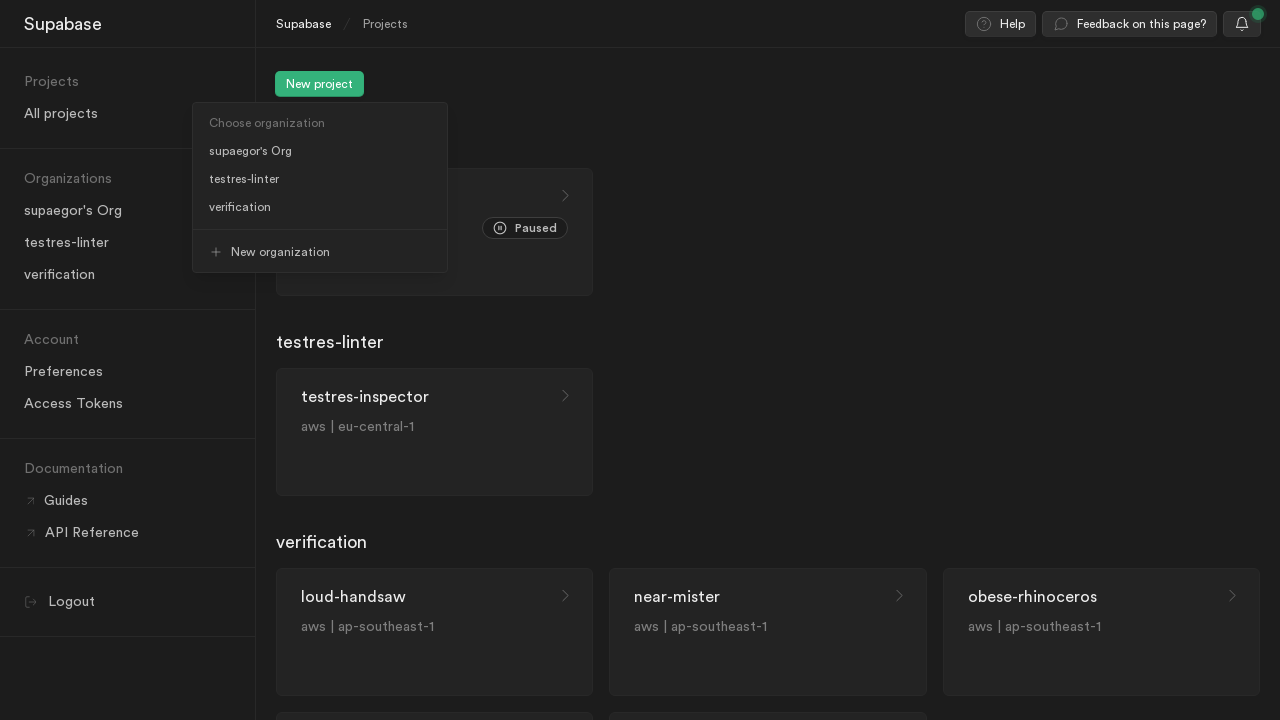 Supabase
Supabase / Projects
Help
Feedback on this page?
Projects
All projects
Organizations
supaegor's Org
testres-linter
verification
Account
Preferences
Access Tokens
Documentation
Guides
API Reference
Logout
New project
Choose organization
supaegor's Org
testres-linter
verification
New organization
Paused
testres-linter
testres-inspector
aws | eu-central-1
verification
loud-handsaw
aws | ap-southeast-1
near-mister
aws | ap-southeast-1
obese-rhinoceros
aws | ap-southeast-1